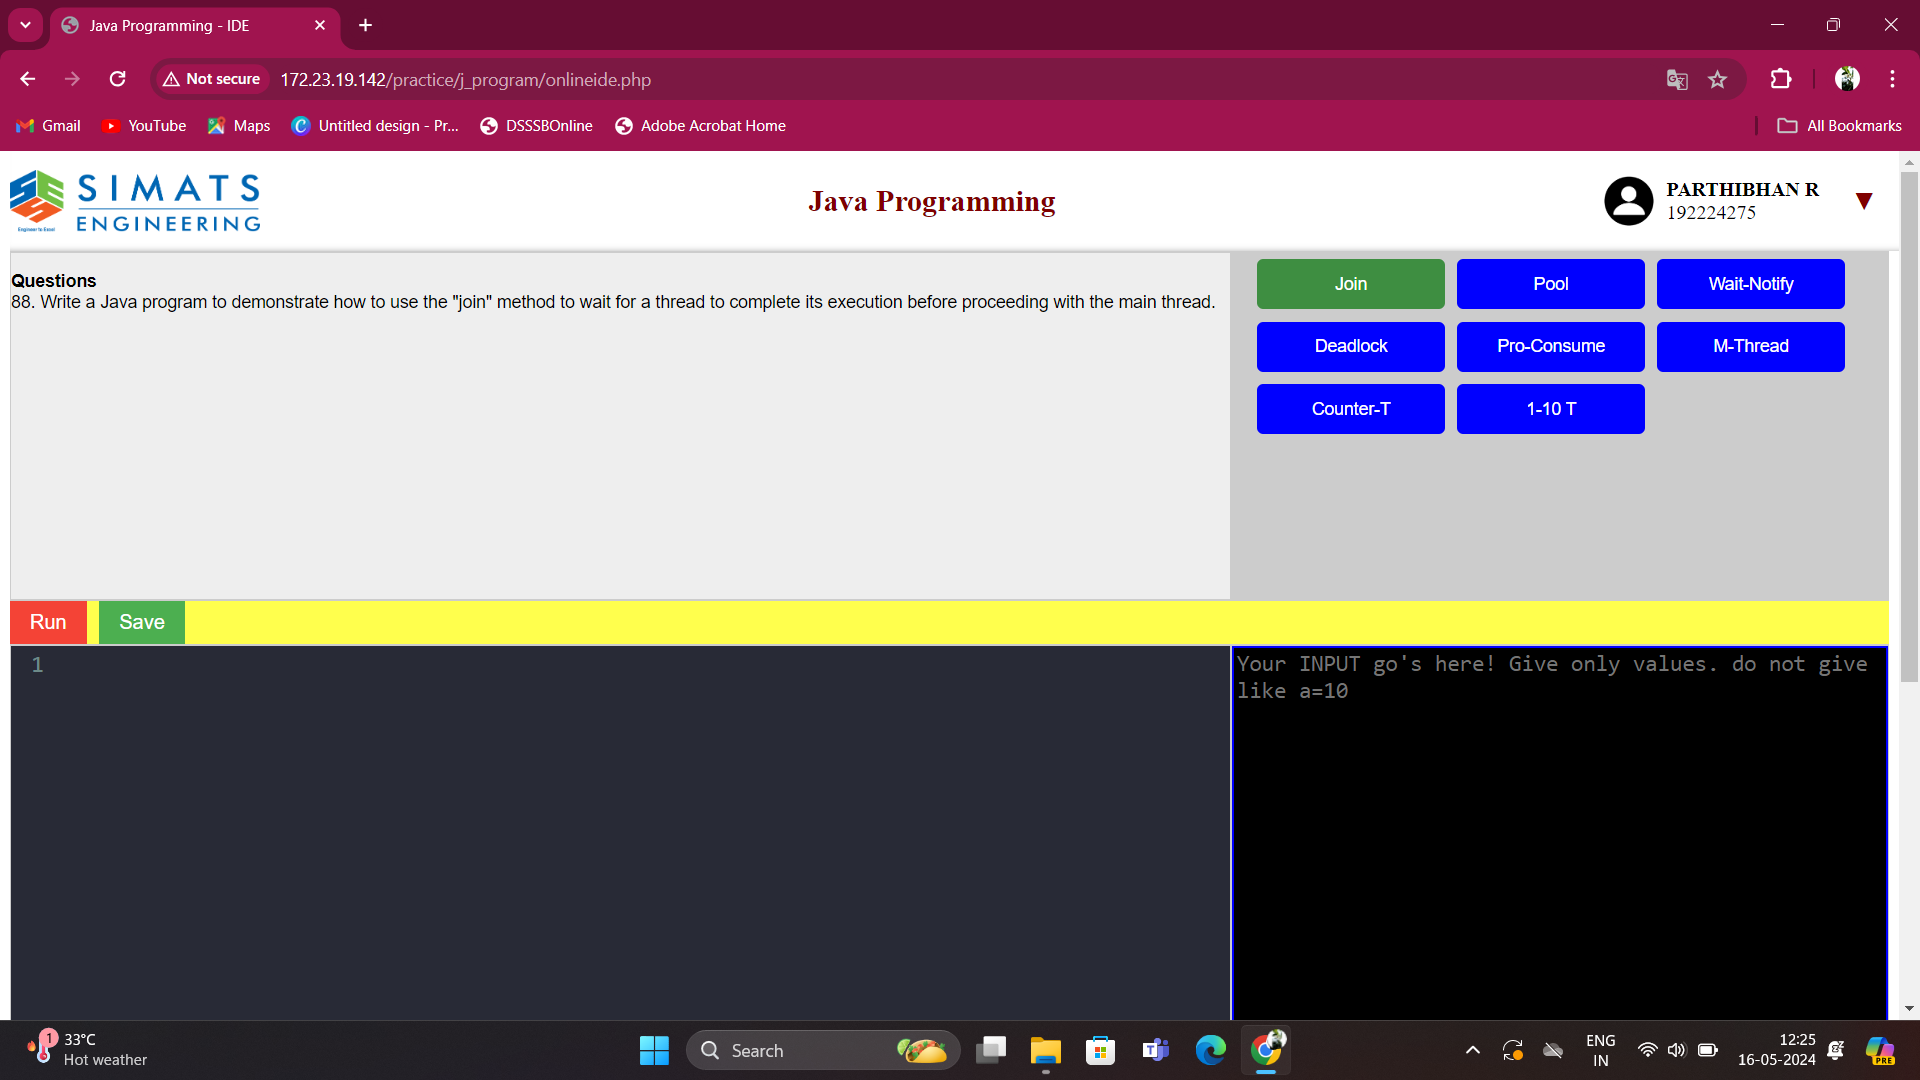 Java Programming - IDE
Not secure
172.23.19.142/practice/j_program/onlineide.php
Gmail
YouTube
Maps
Untitled design - Pr...
DSSSBOnline
Adobe Acrobat Home
All Bookmarks
SIMATS
ENGINEERING
Engineer to Excel
Java Programming
PARTHIBHAN R
192224275
Questions
88. Write a Java program to demonstrate how to use the "join" method to wait for a thread to complete its execution before proceeding with the main thread.
Join
Pool
Wait-Notify
Deadlock
Pro-Consume
M-Thread
Counter-T
1-10 T
Run
Save
1
Your INPUT go's here! Give only values. do not give
like a=10
1
33°C
Hot weather
Search
ENG
IN
12:25
16-05-2024
PRE